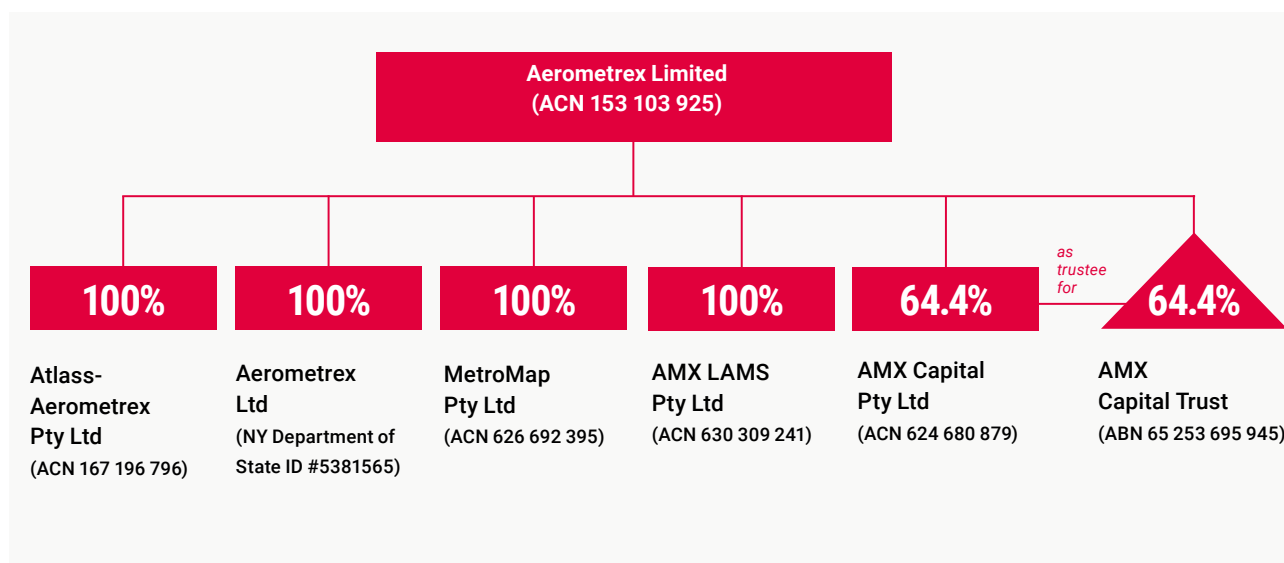 Aerometrex Limited
(ACN 153 103 925)
as
trustee
for
100%
100%
100%
100%
64.4%
64.4%
Atlass-
Aerometrex
Pty Ltd
(ACN 167 196 796)
Aerometrex
Ltd
(NY Department of
State ID #5381565)
MetroMap
Pty Ltd
(ACN 626 692 395)
AMX LAMS
Pty Ltd
(ACN 630 309 241)
AMX Capital
Pty Ltd
(ACN 624 680 879)
AMX
Capital Trust
(ABN 65 253 695 945)